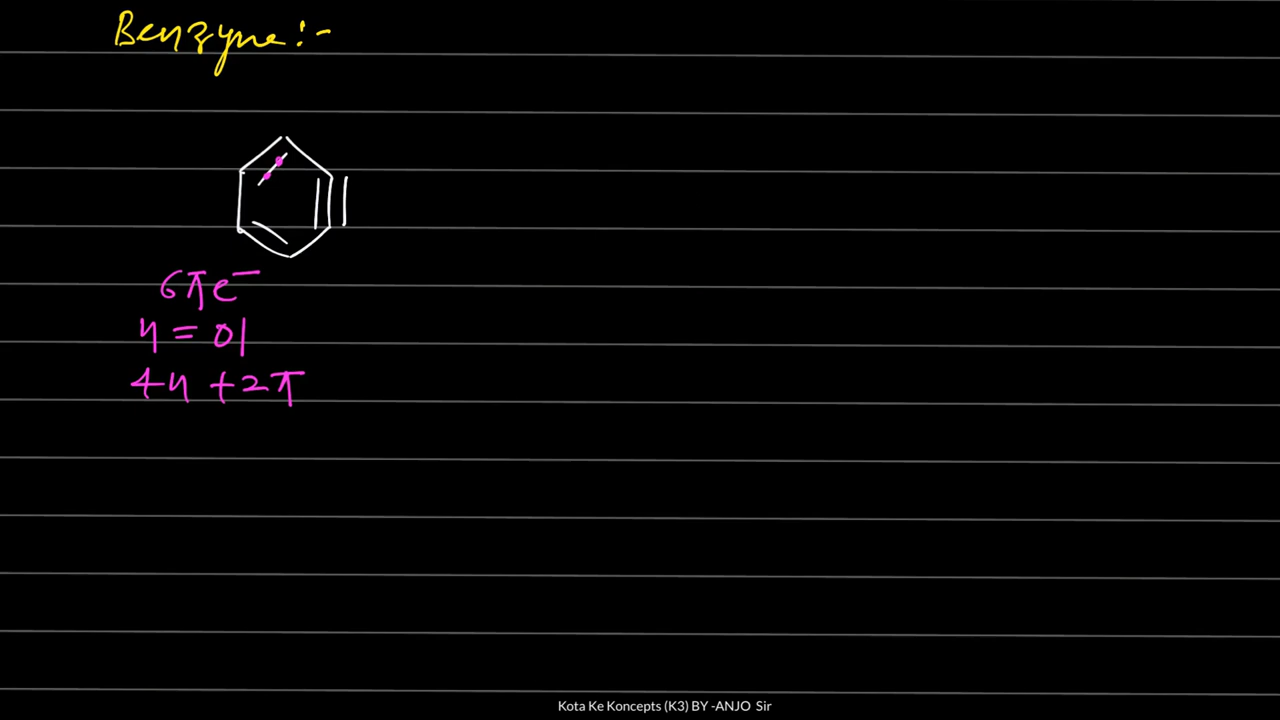 Benzyne:-
6πe⁻
n = 01
4n + 2π
Kota Ke Koncepts (K3) BY -ANJO Sir